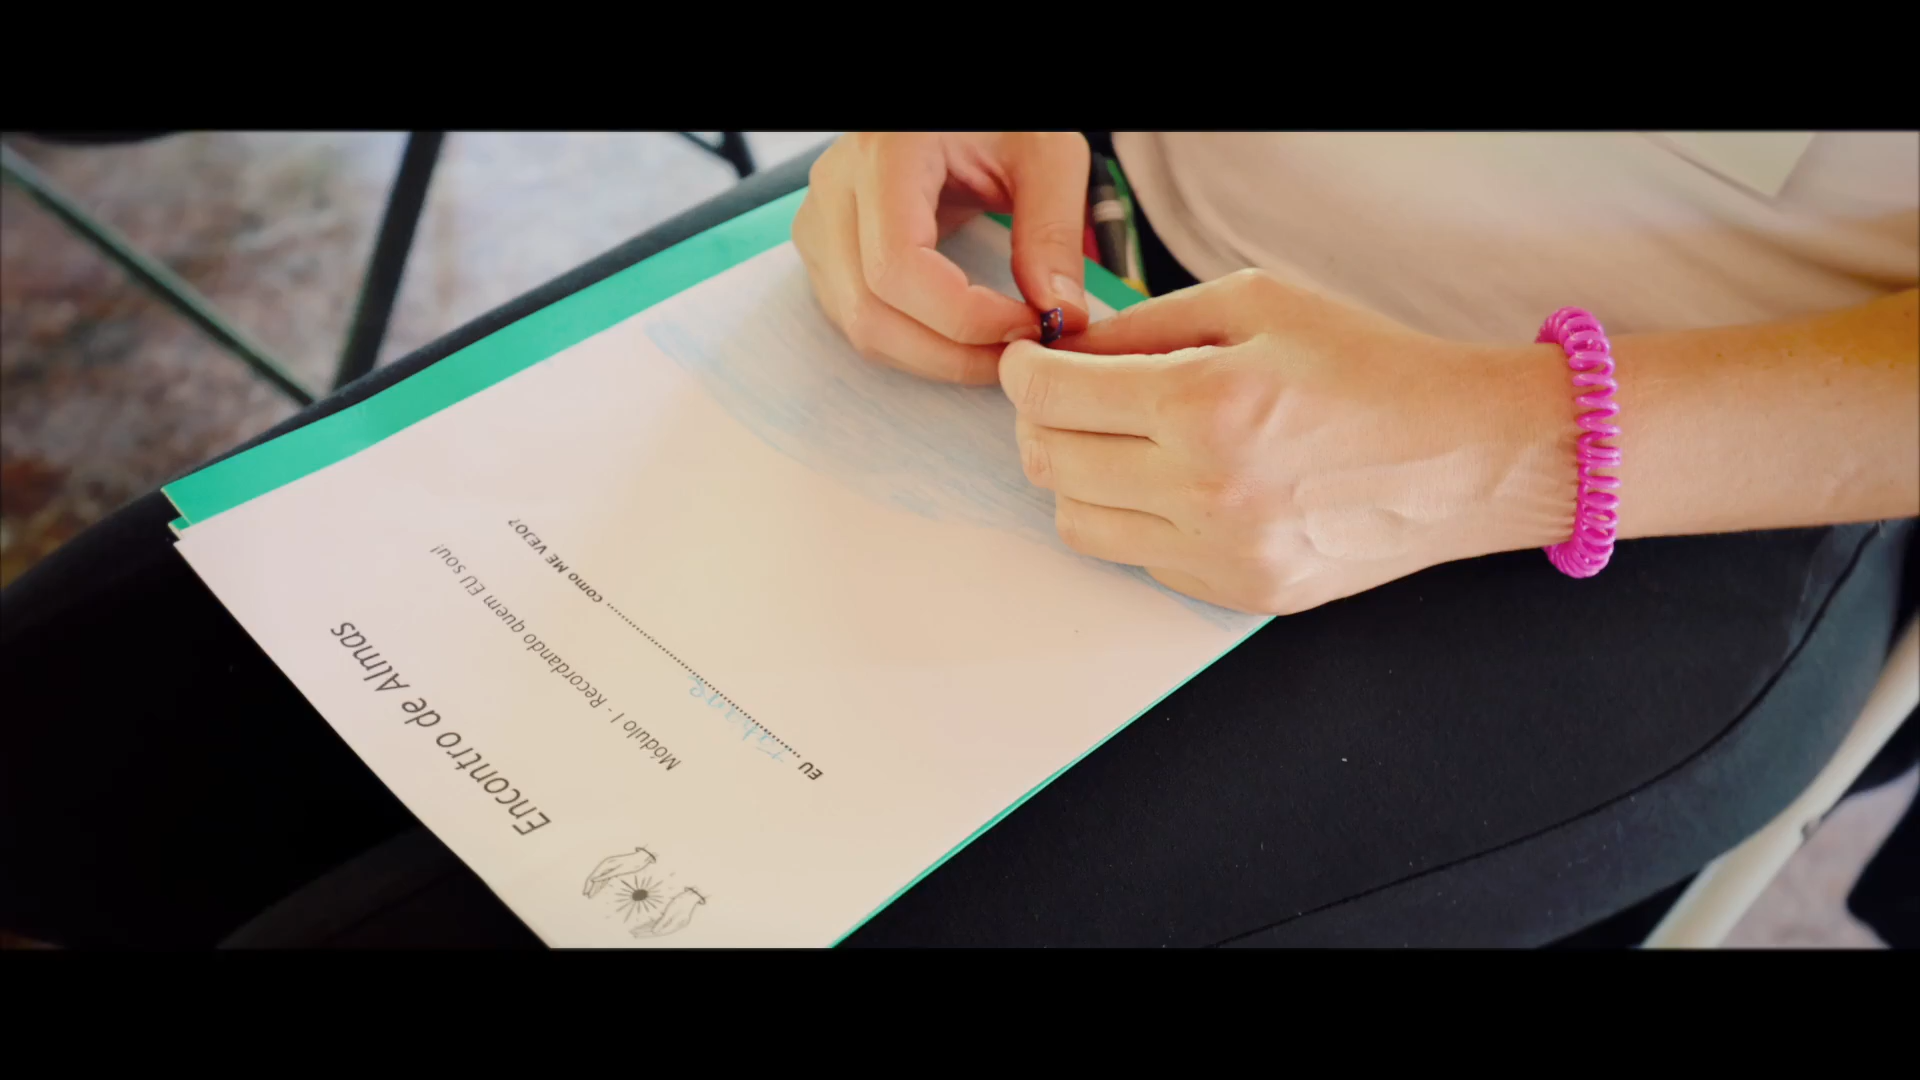 Encontro de Almas
Módulo I - Recordando quem EU sou!
EU ........................... como ME VEJO?